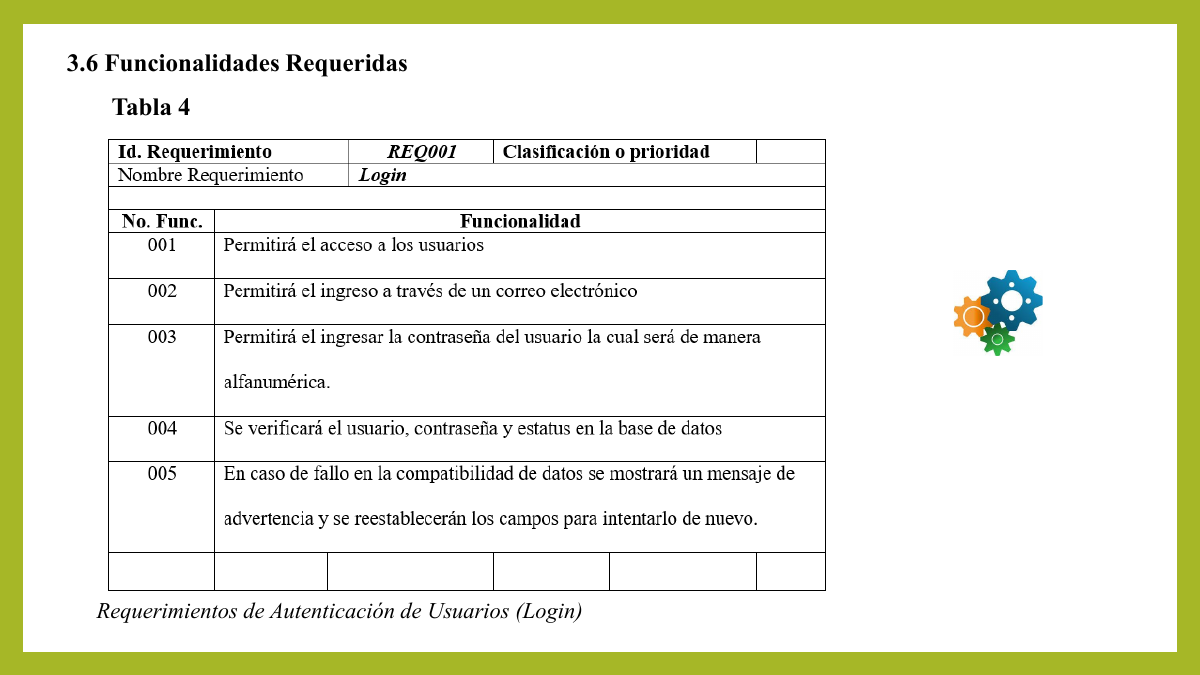 3.6 Funcionalidades Requeridas
Tabla 4
Id. Requerimiento REQ001 Clasificación o prioridad
Nombre Requerimiento Login
No. Func. Funcionalidad
001 Permitirá el acceso a los usuarios
002 Permitirá el ingreso a través de un correo electrónico
003 Permitirá el ingresar la contraseña del usuario la cual será de manera
alfanumérica.
004 Se verificará el usuario, contraseña y estatus en la base de datos
005 En caso de fallo en la compatibilidad de datos se mostrará un mensaje de
advertencia y se reestablecerán los campos para intentarlo de nuevo.
Requerimientos de Autenticación de Usuarios (Login)